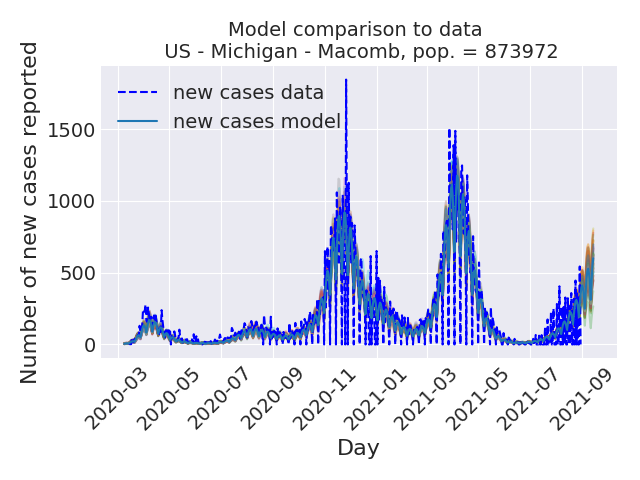 Model comparison to data
US - Michigan - Macomb, pop. = 873972
Number of new cases reported
new cases data
new cases model
1500
1000
500
0
2020-03
2020-05
2020-07
2020-09
2020-11
2021-01
2021-03
2021-05
2021-07
2021-09
Day